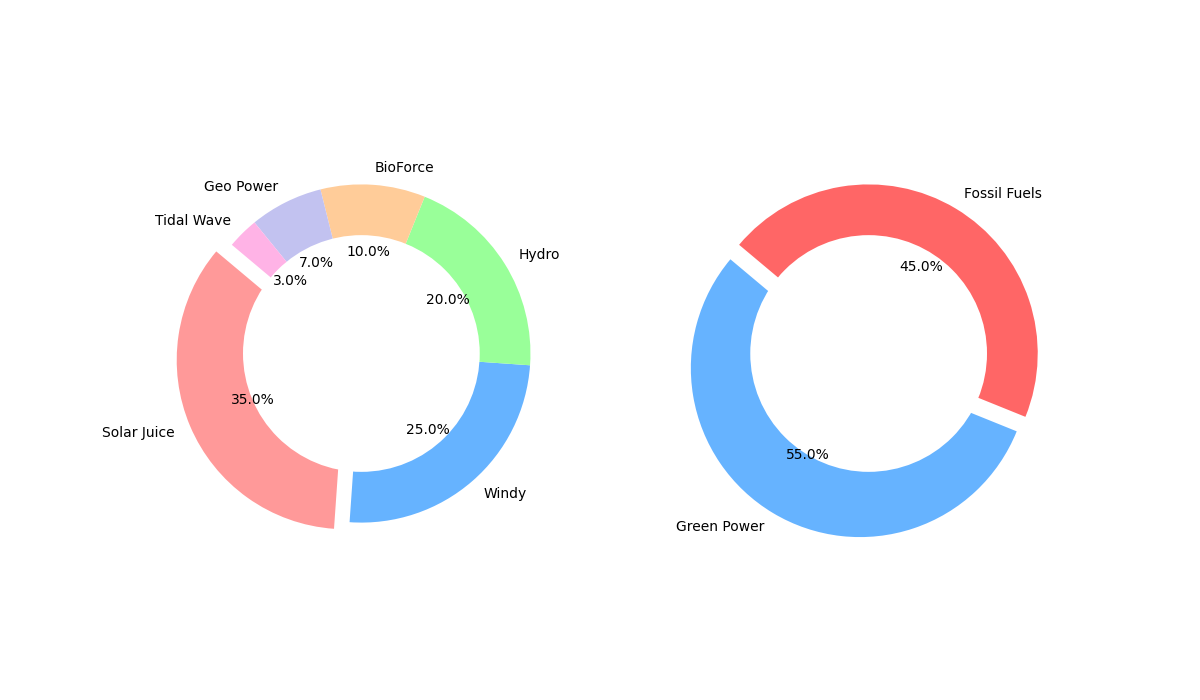 BioForce
Geo Power
Tidal Wave
Hydro
10.0%
7.0%
3.0%
20.0%
35.0%
25.0%
Solar Juice
Windy
Fossil Fuels
45.0%
55.0%
Green Power